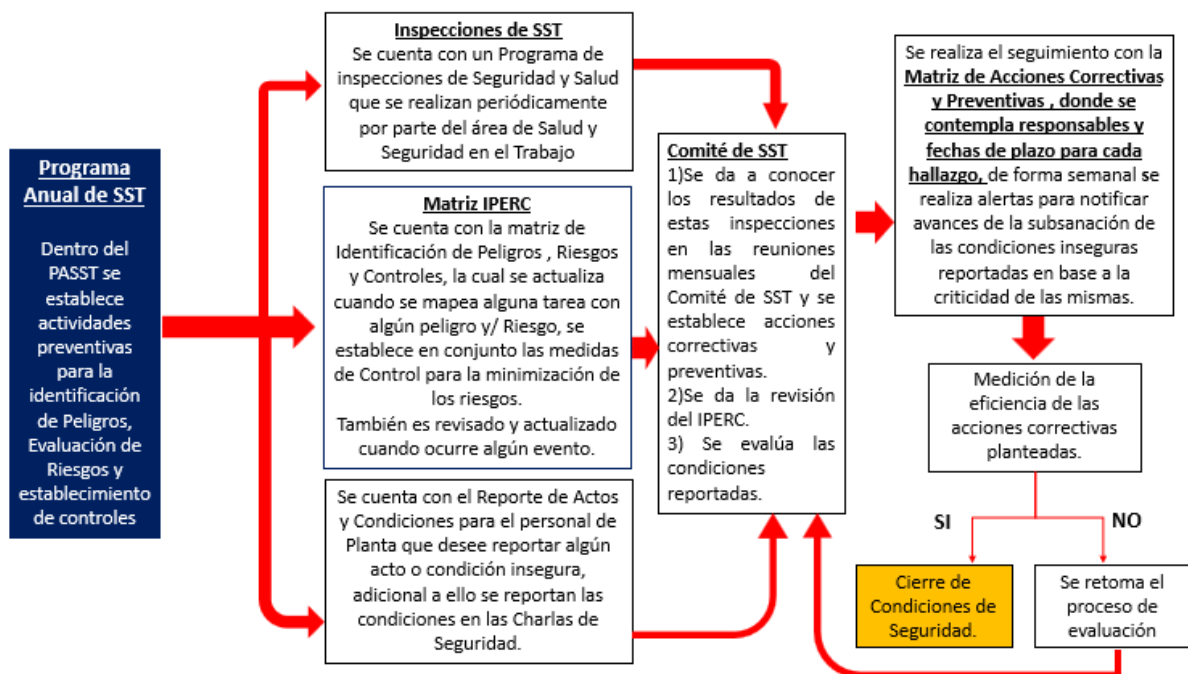 Programa
Anual de SST
Dentro del
PASST se
establece
actividades
preventivas
para la
identificación
de Peligros,
Evaluación de
Riesgos y
establecimiento
de controles
Inspecciones de SST
Se cuenta con un Programa de
inspecciones de Seguridad y Salud
que se realizan periódicamente
por parte del área de Salud y
Seguridad en el Trabajo
Matriz IPERC
Se cuenta con la matriz de
Identificación de Peligros , Riesgos
y Controles, la cual se actualiza
cuando se mapea alguna tarea con
algún peligro y/ Riesgo, se
establece en conjunto las medidas
de Control para la minimización de
los riesgos.
También es revisado y actualizado
cuando ocurre algún evento.
Se cuenta con el Reporte de Actos
y Condiciones para el personal de
Planta que desee reportar algún
acto o condición insegura,
adicional a ello se reportan las
condiciones en las Charlas de
Seguridad.
Comité de SST
1)Se da a conocer
los resultados de
estas inspecciones
en las reuniones
mensuales del
Comité de SST y se
establece acciones
correctivas y
preventivas.
2)Se da la revisión
del IPERC.
3) Se evalúa las
condiciones
reportadas.
Se realiza el seguimiento con la
Matriz de Acciones Correctivas
y Preventivas , donde se
contempla responsables y
fechas de plazo para cada
hallazgo, de forma semanal se
realiza alertas para notificar
avances de la subsanación de
las condiciones inseguras
reportadas en base a la
criticidad de las mismas.
Medición de la
eficiencia de las
acciones correctivas
planteadas.
SI
NO
Cierre de
Condiciones de
Seguridad.
Se retoma el
proceso de
evaluación